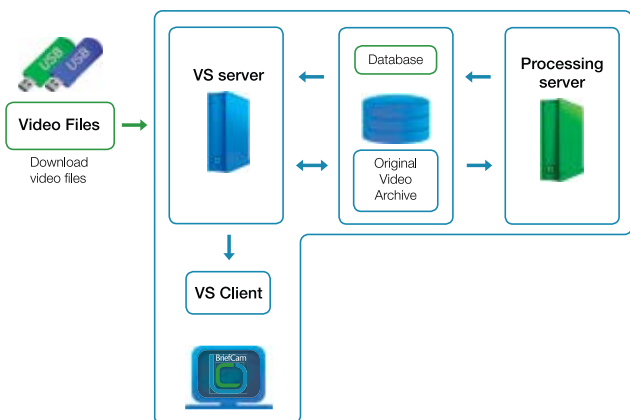 USB
USB
Video Files
Download
video files
VS server
Database
Original
Video
Archive
Processing
server
VS Client
BriefCam